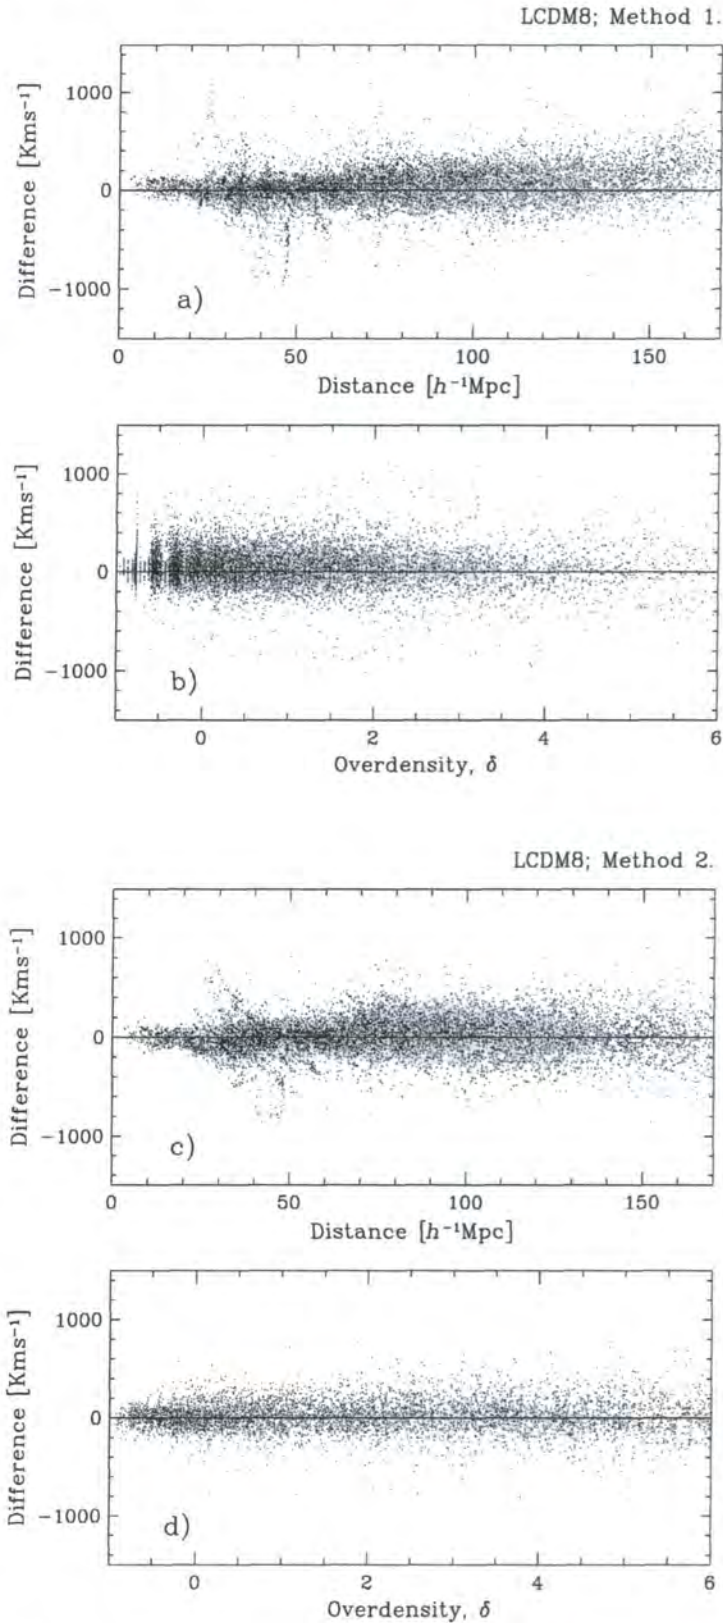 LCDM8; Method 1.
Difference [Kms⁻¹]
1000
0
−1000
a)
0 50 100 150
Distance [h⁻¹Mpc]
Difference [Kms⁻¹]
1000
0
−1000
b)
0 2 4 6
Overdensity, δ
LCDM8; Method 2.
Difference [Kms⁻¹]
1000
0
−1000
c)
0 50 100 150
Distance [h⁻¹Mpc]
Difference [Kms⁻¹]
1000
0
−1000
d)
0 2 4 6
Overdensity, δ